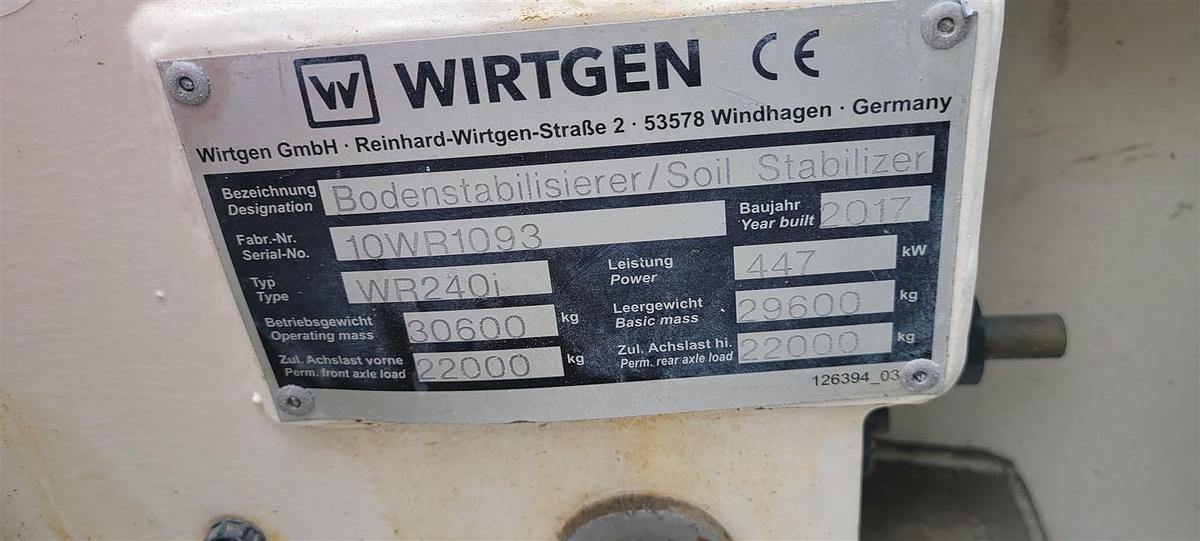 W WIRTGEN CE
Wirtgen GmbH · Reinhard-Wirtgen-Straße 2 · 53578 Windhagen · Germany
Bezeichnung
Designation
Bodenstabilisierer/Soil Stabilizer
Fabr.-Nr.
Serial-No.
10WR1093
Baujahr
Year built
2017
Typ
Type
WR240i
Leistung
Power
447 kW
Betriebsgewicht
Operating mass
30600 kg
Leergewicht
Basic mass
29600 kg
Zul. Achslast vorne
Perm. front axle load
22000 kg
Zul. Achslast hi.
Perm. rear axle load
22000 kg
126394_03